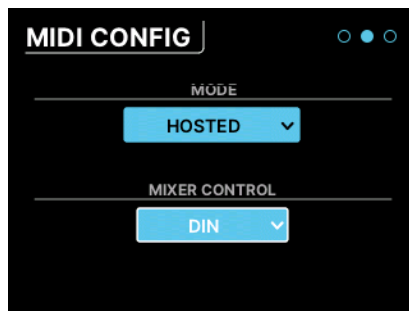 MIDI CONFIG
MODE
HOSTED
MIXER CONTROL
DIN